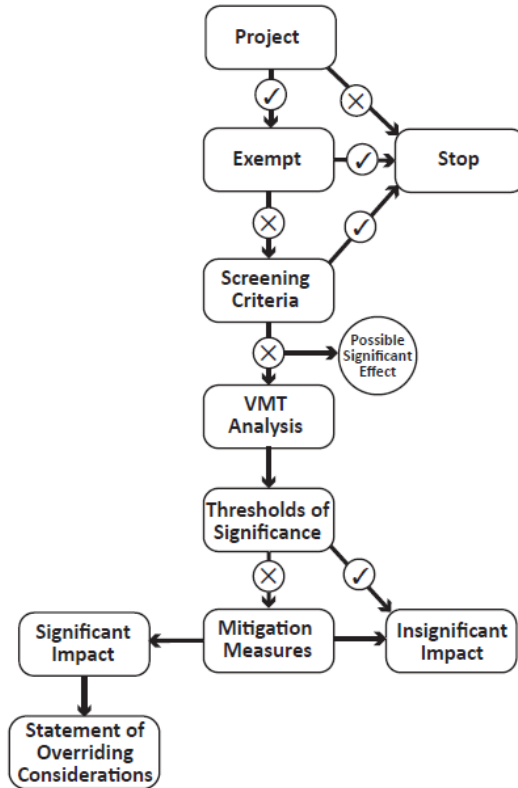 Project
Exempt
Stop
Screening
Criteria
Possible
Significant
Effect
VMT
Analysis
Thresholds of
Significance
Significant
Impact
Mitigation
Measures
Insignificant
Impact
Statement of
Overriding
Considerations